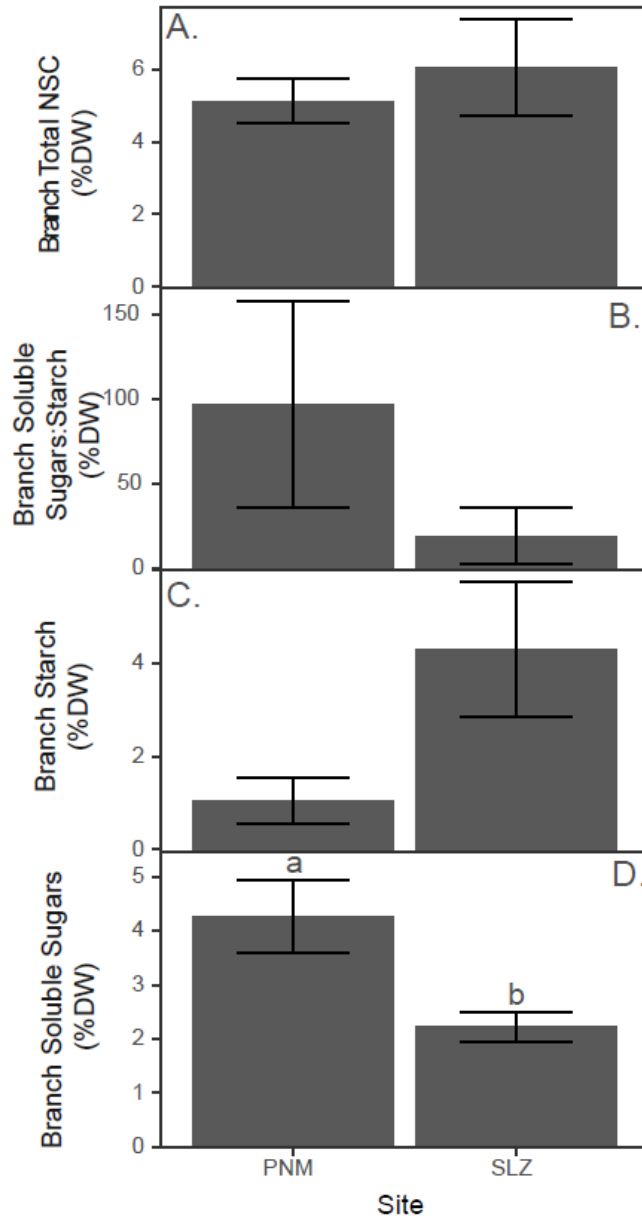 A.
Branch Total NSC
(%DW)
6
4
2
0
B.
Branch Soluble
Sugars:Starch
(%DW)
150
100
50
0
C.
Branch Starch
(%DW)
4
2
0
D.
Branch Soluble Sugars
(%DW)
5
4
3
2
1
0
a
b
PNM SLZ
Site